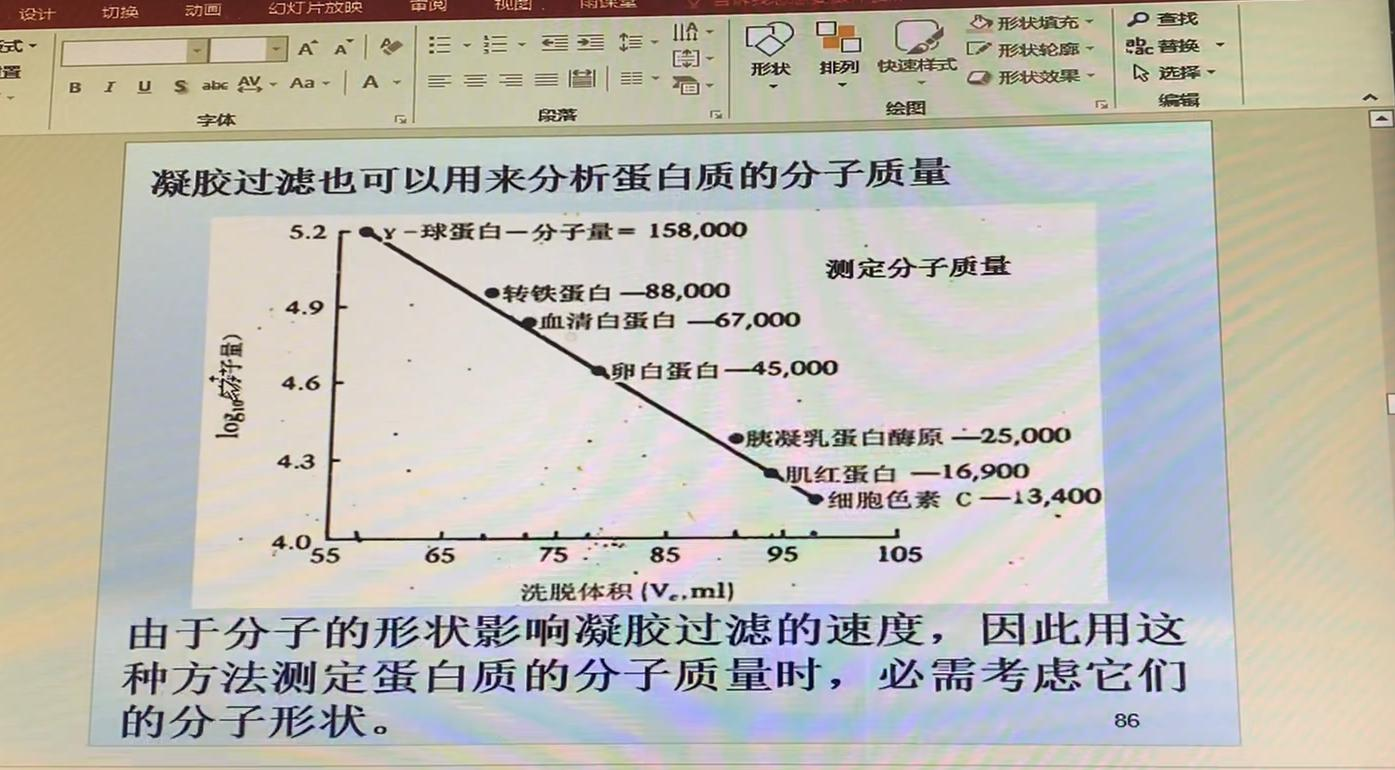 设计 切换 动画 幻灯片放映 审阅 视图 雨课堂
形状填充 查找
形状 排列 快速样式 形状轮廓 替换
形状效果 选择
B I U S abc AV Aa A
字体 段落 绘图 编辑
凝胶过滤也可以用来分析蛋白质的分子质量
5.2 γ-球蛋白—分子量= 158,000
测定分子质量
转铁蛋白 —88,000
4.9
血清白蛋白 —67,000
卵白蛋白—45,000
4.6
胰凝乳蛋白酶原 —25,000
4.3
肌红蛋白 —16,900
细胞色素 C —13,400
4.0
55 65 75 85 95 105
洗脱体积 (Ve,ml)
由于分子的形状影响凝胶过滤的速度，因此用这
种方法测定蛋白质的分子质量时，必需考虑它们
的分子形状。
86